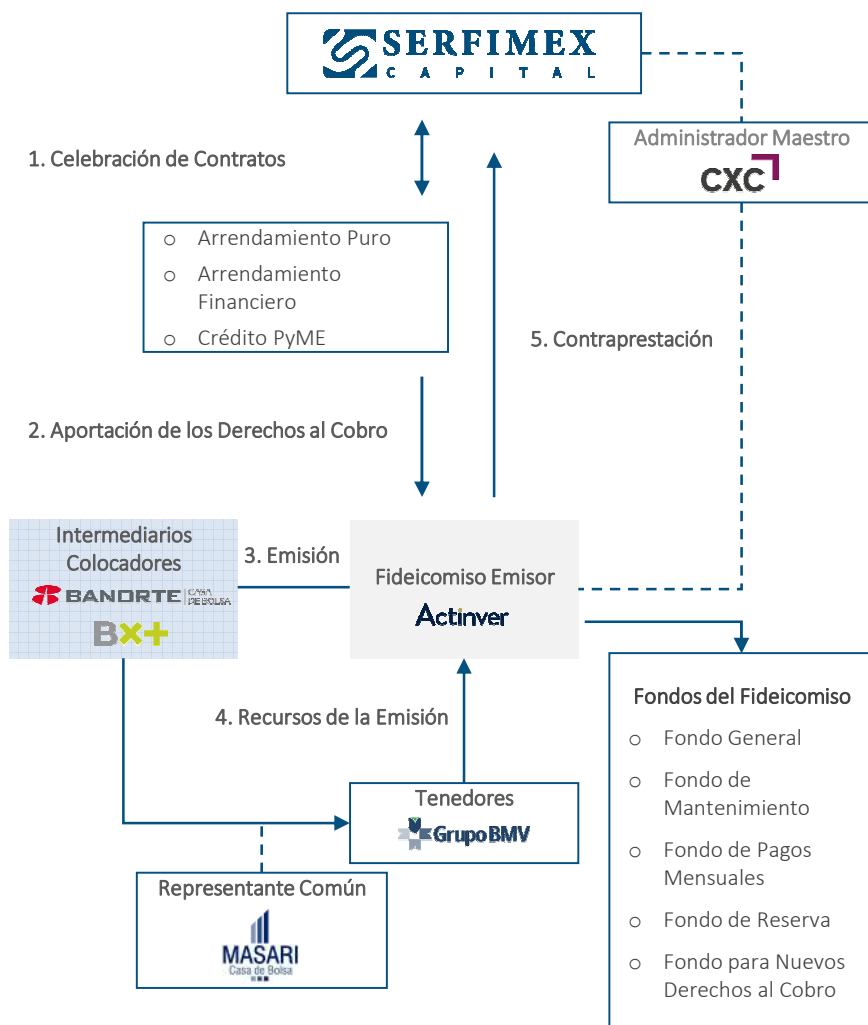 SERFIMEX
CAPITAL
Administrador Maestro
CXC
1. Celebración de Contratos
o Arrendamiento Puro
o Arrendamiento
Financiero
o Crédito PyME
5. Contraprestación
2. Aportación de los Derechos al Cobro
Intermediarios
Colocadores
BANORTE CASA
DE BOLSA
BX+
3. Emisión
Fideicomiso Emisor
Actinver
4. Recursos de la Emisión
Tenedores
Grupo BMV
Representante Común
MASARI
Casa de Bolsa
Fondos del Fideicomiso
o Fondo General
o Fondo de
Mantenimiento
o Fondo de Pagos
Mensuales
o Fondo de Reserva
o Fondo para Nuevos
Derechos al Cobro